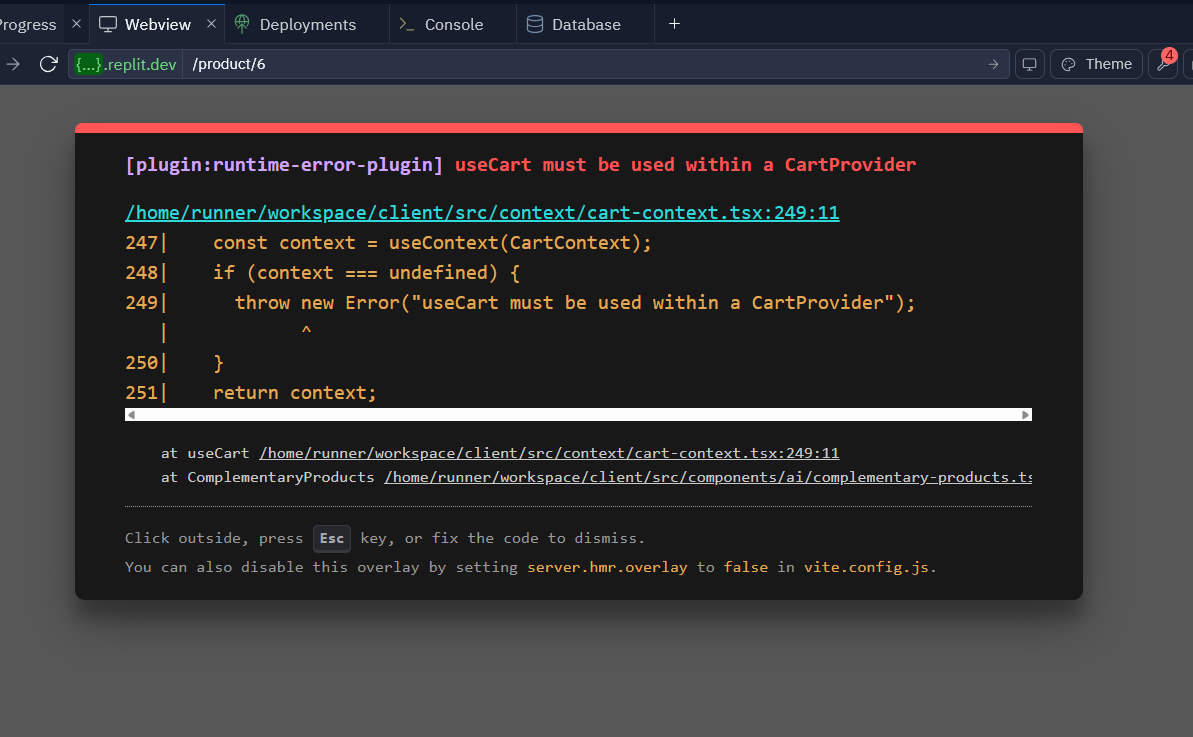 Progress × Webview × Deployments Console Database +
{...}.replit.dev /product/6 Theme 4
[plugin:runtime-error-plugin] useCart must be used within a CartProvider
/home/runner/workspace/client/src/context/cart-context.tsx:249:11
247|    const context = useContext(CartContext);
248|    if (context === undefined) {
249|      throw new Error("useCart must be used within a CartProvider");
   |            ^
250|    }
251|    return context;
at useCart /home/runner/workspace/client/src/context/cart-context.tsx:249:11
at ComplementaryProducts /home/runner/workspace/client/src/components/ai/complementary-products.ts
Click outside, press Esc key, or fix the code to dismiss.
You can also disable this overlay by setting server.hmr.overlay to false in vite.config.js.